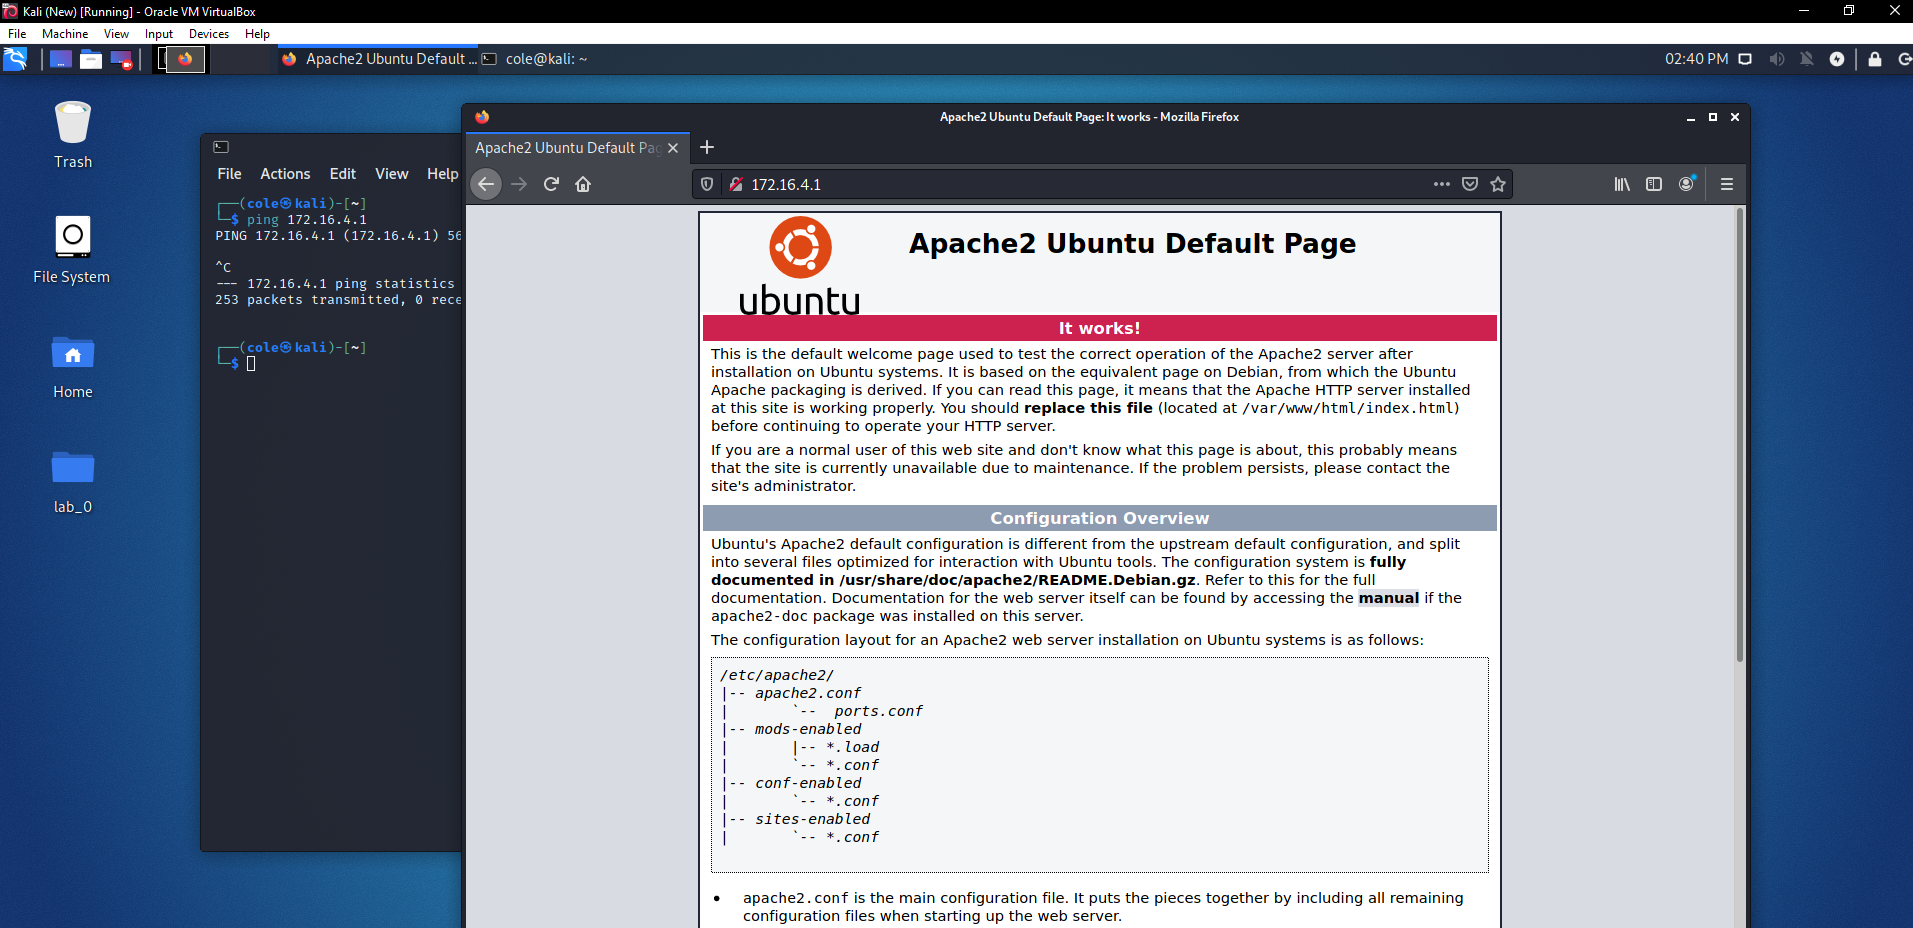 Kali (New) [Running] - Oracle VM VirtualBox
File Machine View Input Devices Help
Apache2 Ubuntu Default ...
cole@kali: ~
02:40 PM
Trash
File System
Home
lab_0
File Actions Edit View Help
┌──(cole㉿kali)-[~]
└─$ ping 172.16.4.1
PING 172.16.4.1 (172.16.4.1) 56
^C
--- 172.16.4.1 ping statistics
253 packets transmitted, 0 rece
┌──(cole㉿kali)-[~]
└─$
Apache2 Ubuntu Default Page: It works - Mozilla Firefox
Apache2 Ubuntu Default Pag
172.16.4.1
ubuntu
Apache2 Ubuntu Default Page
It works!
This is the default welcome page used to test the correct operation of the Apache2 server after
installation on Ubuntu systems. It is based on the equivalent page on Debian, from which the Ubuntu
Apache packaging is derived. If you can read this page, it means that the Apache HTTP server installed
at this site is working properly. You should replace this file (located at /var/www/html/index.html)
before continuing to operate your HTTP server.
If you are a normal user of this web site and don't know what this page is about, this probably means
that the site is currently unavailable due to maintenance. If the problem persists, please contact the
site's administrator.
Configuration Overview
Ubuntu's Apache2 default configuration is different from the upstream default configuration, and split
into several files optimized for interaction with Ubuntu tools. The configuration system is fully
documented in /usr/share/doc/apache2/README.Debian.gz. Refer to this for the full
documentation. Documentation for the web server itself can be found by accessing the manual if the
apache2-doc package was installed on this server.
The configuration layout for an Apache2 web server installation on Ubuntu systems is as follows:
/etc/apache2/
|-- apache2.conf
|       `--  ports.conf
|-- mods-enabled
|       |-- *.load
|       `-- *.conf
|-- conf-enabled
|       `-- *.conf
|-- sites-enabled
|       `-- *.conf
• apache2.conf is the main configuration file. It puts the pieces together by including all remaining
configuration files when starting up the web server.